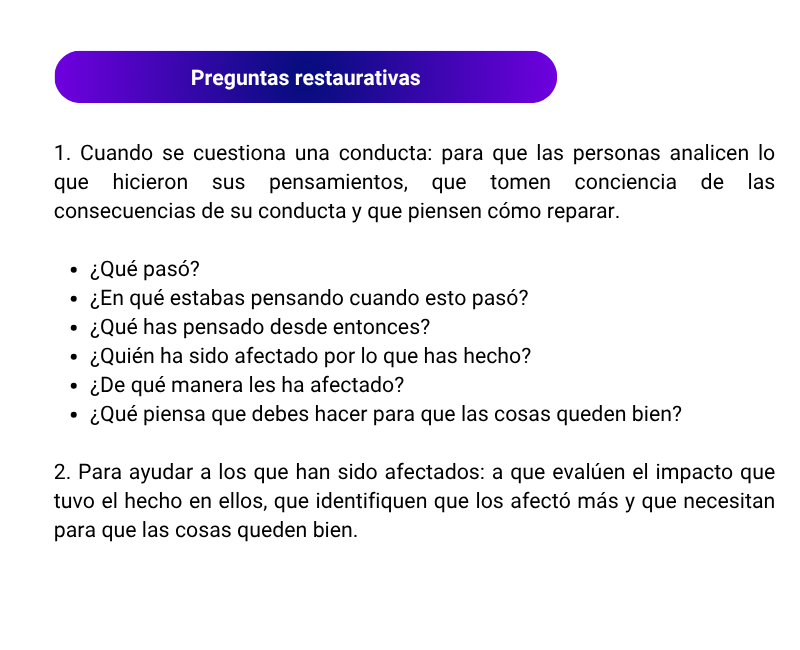 Preguntas restaurativas
1. Cuando se cuestiona una conducta: para que las personas analicen lo
que hicieron sus pensamientos, que tomen conciencia de las
consecuencias de su conducta y que piensen cómo reparar.
• ¿Qué pasó?
• ¿En qué estabas pensando cuando esto pasó?
• ¿Qué has pensado desde entonces?
• ¿Quién ha sido afectado por lo que has hecho?
• ¿De qué manera les ha afectado?
• ¿Qué piensa que debes hacer para que las cosas queden bien?
2. Para ayudar a los que han sido afectados: a que evalúen el impacto que
tuvo el hecho en ellos, que identifiquen que los afectó más y que necesitan
para que las cosas queden bien.